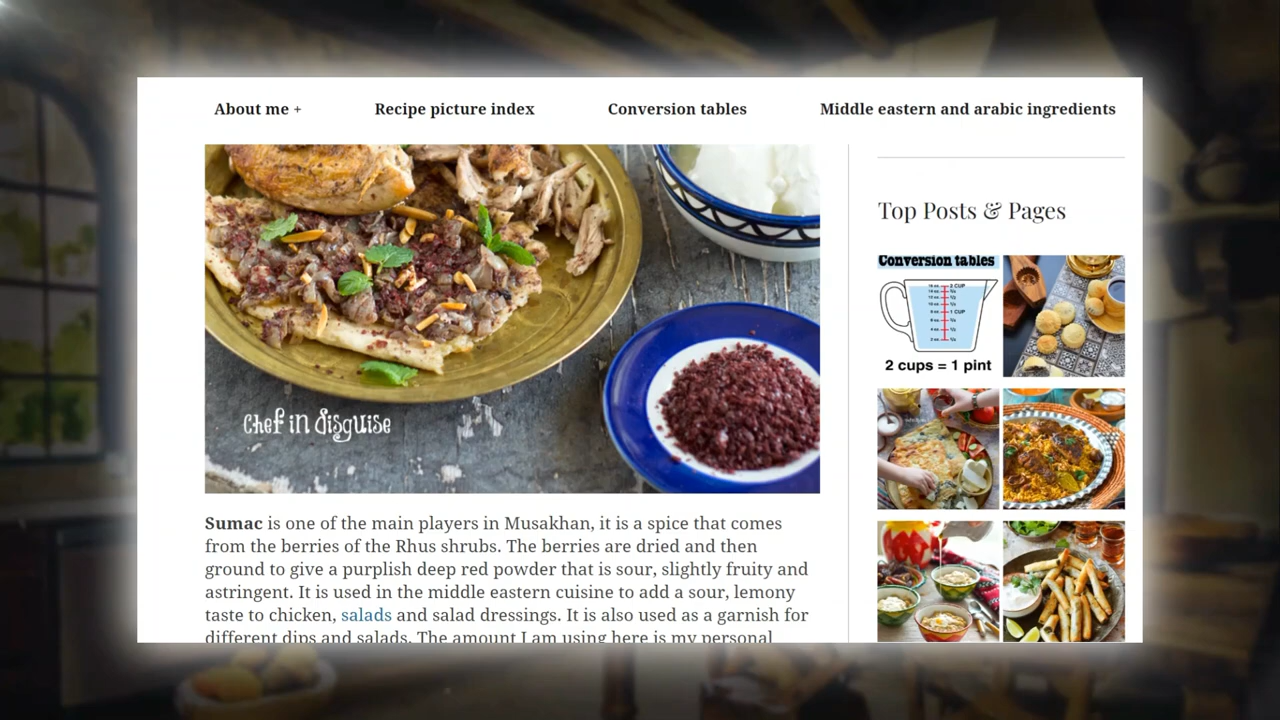 About me +
Recipe picture index
Conversion tables
Middle eastern and arabic ingredients
Chef in disguise
Sumac is one of the main players in Musakhan, it is a spice that comes
from the berries of the Rhus shrubs. The berries are dried and then
ground to give a purplish deep red powder that is sour, slightly fruity and
astringent. It is used in the middle eastern cuisine to add a sour, lemony
taste to chicken, salads and salad dressings. It is also used as a garnish for
different dips and salads. The amount I am using here is my personal
Top Posts & Pages
Conversion tables
2 CUP
1 CUP
2 cups = 1 pint